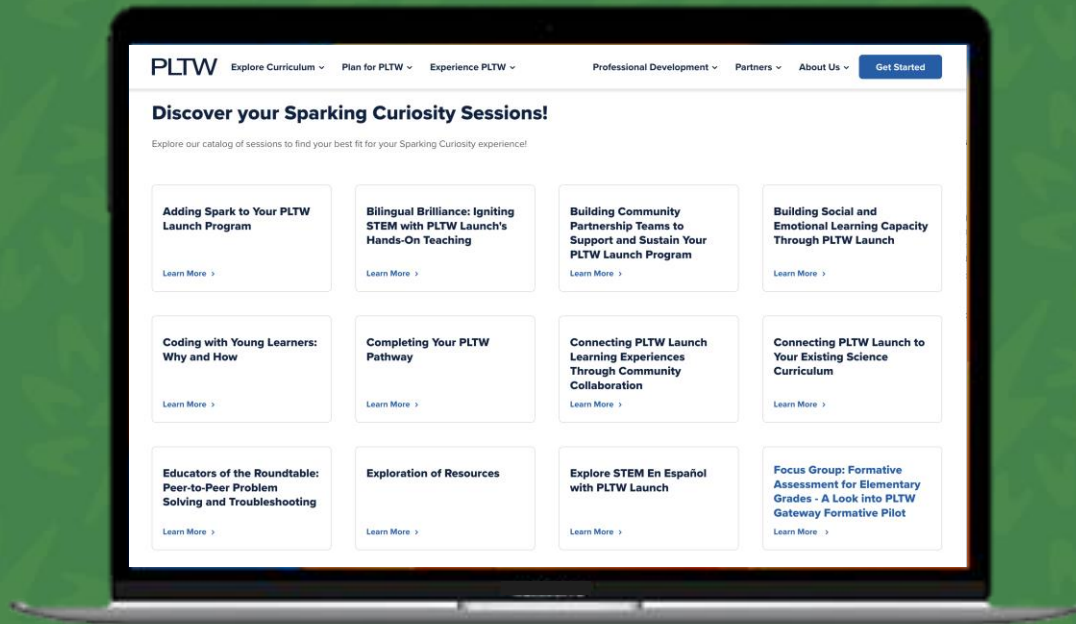 PLTW Explore Curriculum Plan for PLTW Experience PLTW Professional Development Partners About Us Get Started
Discover your Sparking Curiosity Sessions!
Explore our catalog of sessions to find your best fit for your Sparking Curiosity experience!
Adding Spark to Your PLTW
Launch Program
Learn More >
Bilingual Brilliance: Igniting
STEM with PLTW Launch's
Hands-On Teaching
Learn More >
Building Community
Partnership Teams to
Support and Sustain Your
PLTW Launch Program
Learn More >
Building Social and
Emotional Learning Capacity
Through PLTW Launch
Learn More >
Coding with Young Learners:
Why and How
Learn More >
Completing Your PLTW
Pathway
Learn More >
Connecting PLTW Launch
Learning Experiences
Through Community
Collaboration
Learn More >
Connecting PLTW Launch to
Your Existing Science
Curriculum
Learn More >
Educators of the Roundtable:
Peer-to-Peer Problem
Solving and Troubleshooting
Learn More >
Exploration of Resources
Learn More >
Explore STEM En Español
with PLTW Launch
Learn More >
Focus Group: Formative
Assessment for Elementary
Grades - A Look into PLTW
Gateway Formative Pilot
Learn More >